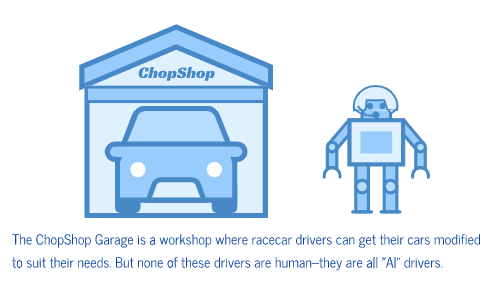 ChopShop
The ChopShop Garage is a workshop where racecar drivers can get their cars modified
to suit their needs. But none of these drivers are human—they are all "AI" drivers.